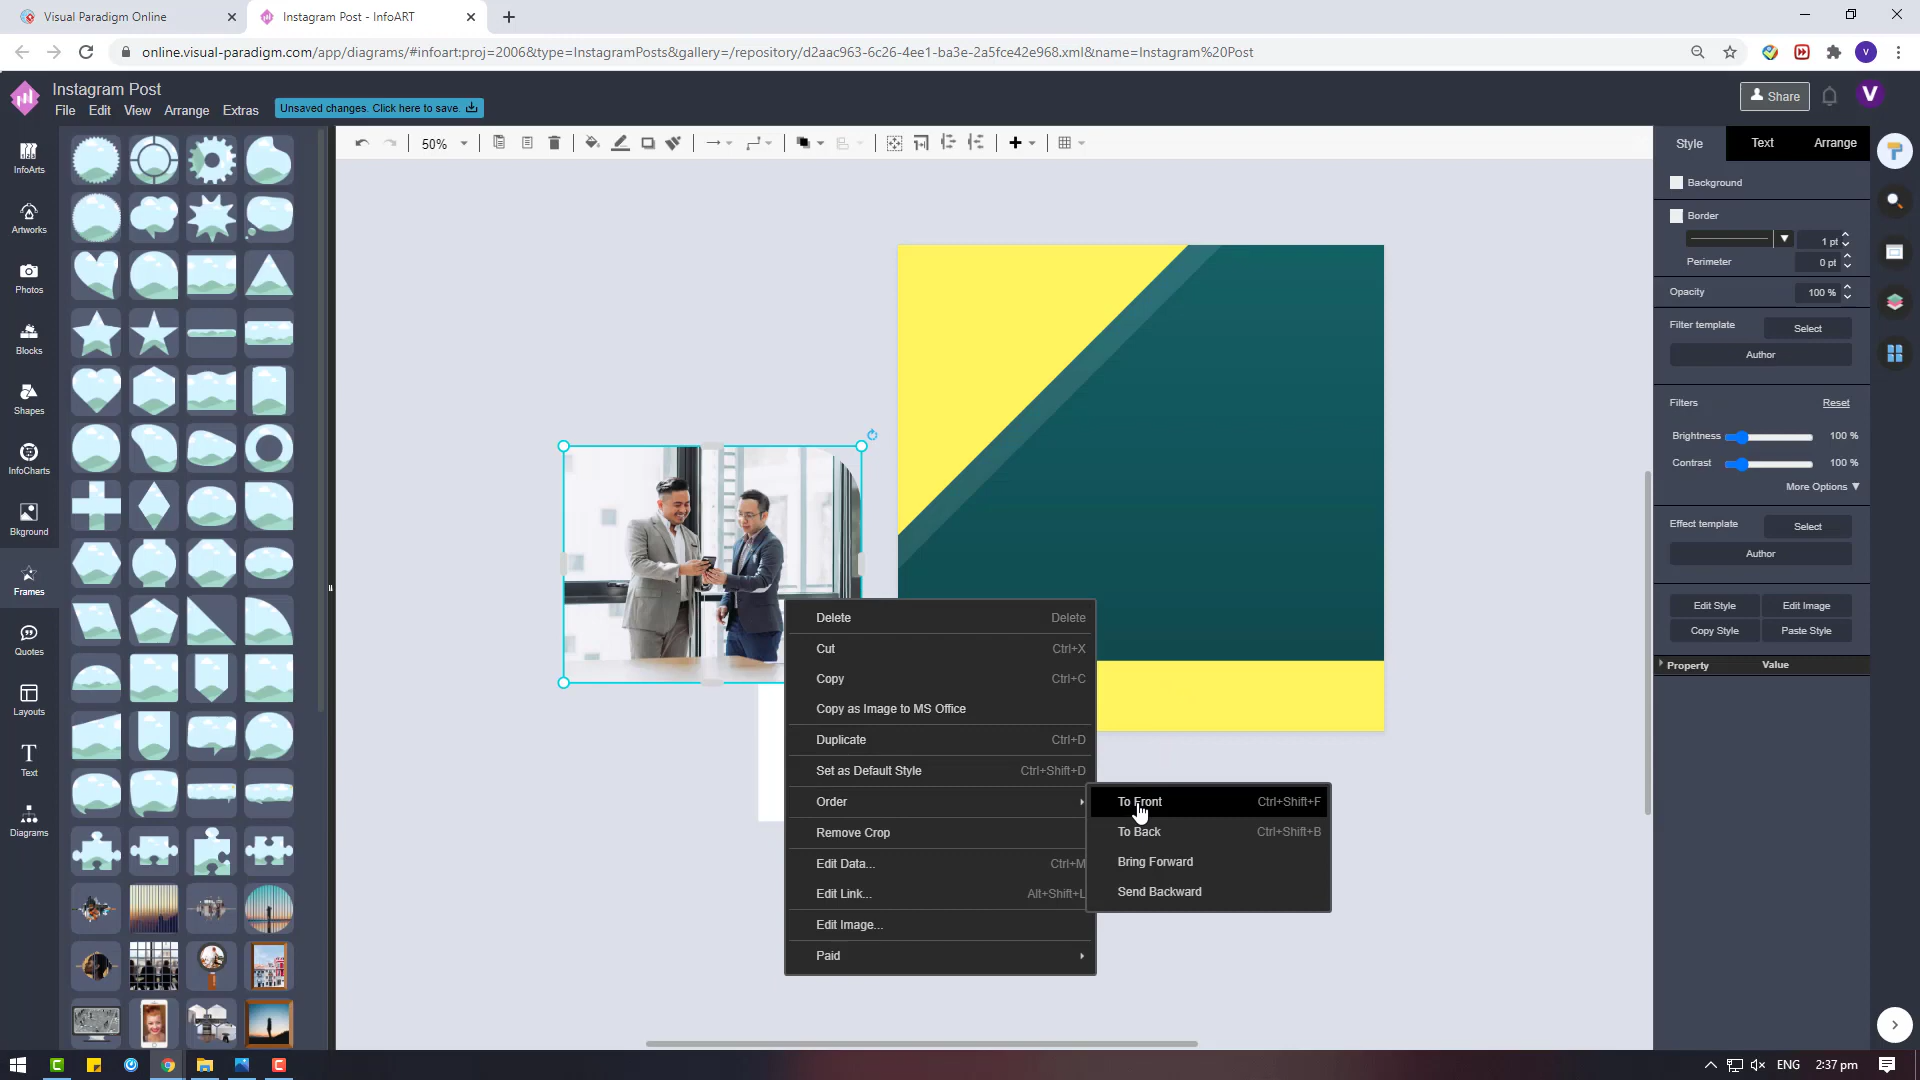 Visual Paradigm Online
Instagram Post - InfoART
online.visual-paradigm.com/app/diagrams/#infoart:proj=2006&type=InstagramPosts&gallery=/repository/d2aac963-6c26-4ee1-ba3e-2a5fce42e968.xml&name=Instagram%20Post
V
Instagram Post
File Edit View Arrange Extras
Unsaved changes. Click here to save.
Share
V
50%
InfoArts
Artworks
Photos
Blocks
Shapes
InfoCharts
Bkground
Frames
Quotes
Layouts
Text
Diagrams
Delete Delete
Cut Ctrl+X
Copy Ctrl+C
Copy as Image to MS Office
Duplicate Ctrl+D
Set as Default Style Ctrl+Shift+D
Order
Remove Crop
Edit Data... Ctrl+M
Edit Link... Alt+Shift+L
Edit Image...
Paid
To Front Ctrl+Shift+F
To Back Ctrl+Shift+B
Bring Forward
Send Backward
Style Text Arrange
Background
Border
1 pt
Perimeter 0 pt
Opacity 100 %
Filter template Select
Author
Filters Reset
Brightness 100 %
Contrast 100 %
More Options ▼
Effect template Select
Author
Edit Style Edit Image
Copy Style Paste Style
Property Value
ENG 2:37 pm